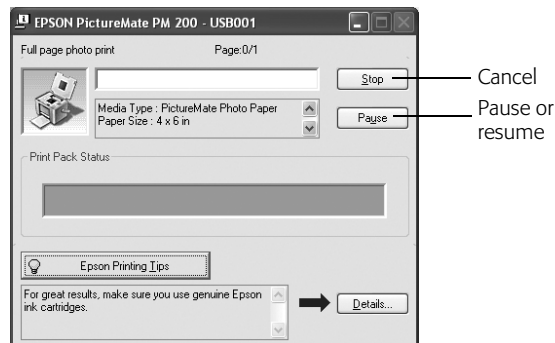 EPSON PictureMate PM 200 - USB001
Full page photo print Page:0/1
Stop
Cancel
Media Type : PictureMate Photo Paper
Paper Size : 4 x 6 in
Pause
Pause or
resume
Print Pack Status
Epson Printing Tips
For great results, make sure you use genuine Epson
ink cartridges.
Details...